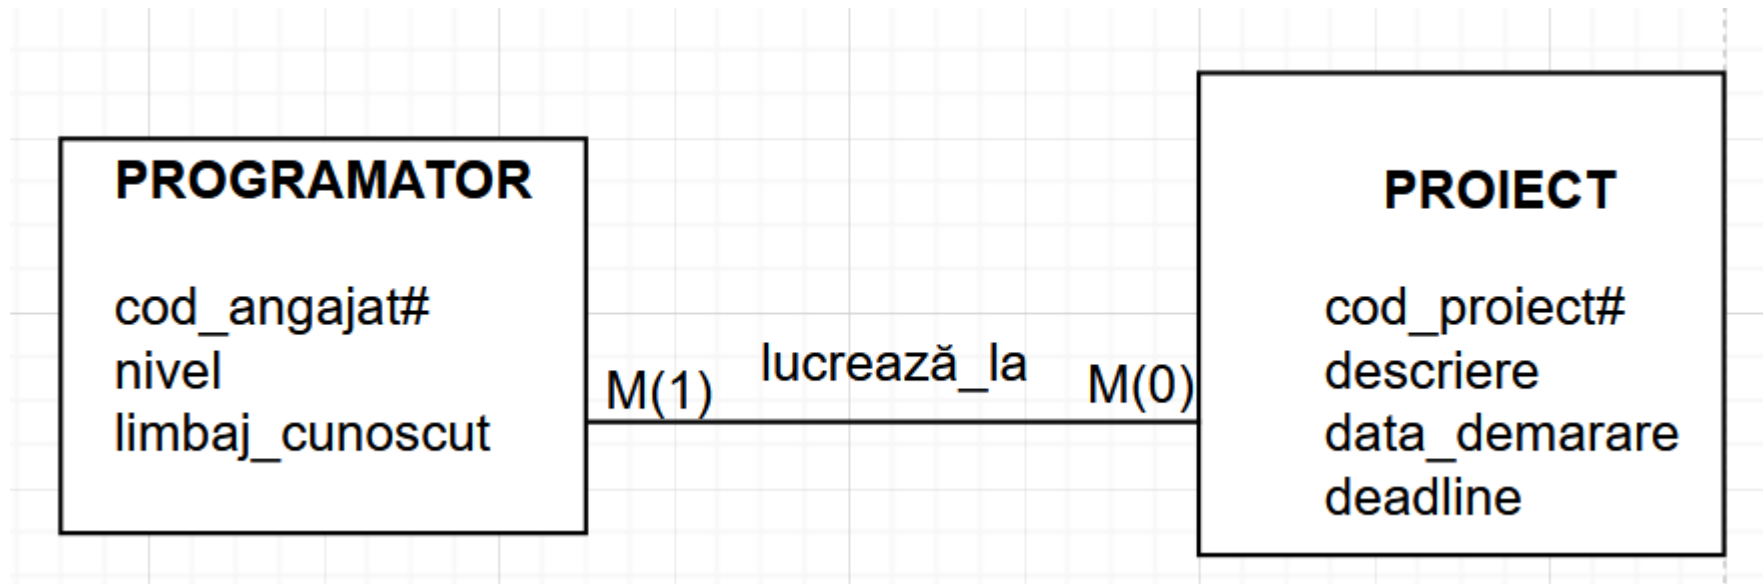 PROGRAMATOR
cod_angajat#
nivel
limbaj_cunoscut
M(1)
lucrează_la
M(0)
PROIECT
cod_proiect#
descriere
data_demarare
deadline